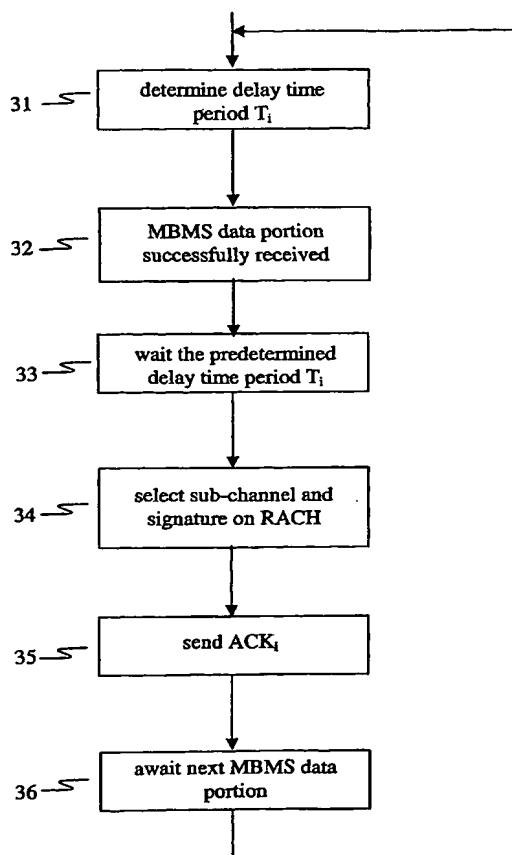 31
determine delay time
period Ti
32
MBMS data portion
successfully received
33
wait the predetermined
delay time period Ti
34
select sub-channel and
signature on RACH
35
send ACKi
36
await next MBMS data
portion